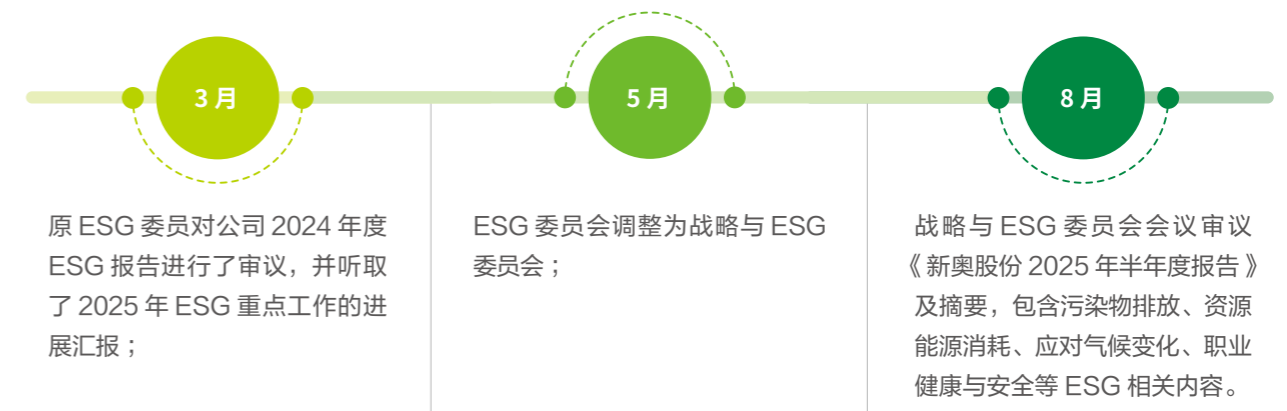 3 月
原 ESG 委员对公司 2024 年度
ESG 报告进行了审议，并听取
了 2025 年 ESG 重点工作的进
展汇报；
5 月
ESG 委员会调整为战略与 ESG
委员会；
8 月
战略与 ESG 委员会会议审议
《新奥股份 2025 年半年度报告》
及摘要，包含污染物排放、资源
能源消耗、应对气候变化、职业
健康与安全等 ESG 相关内容。